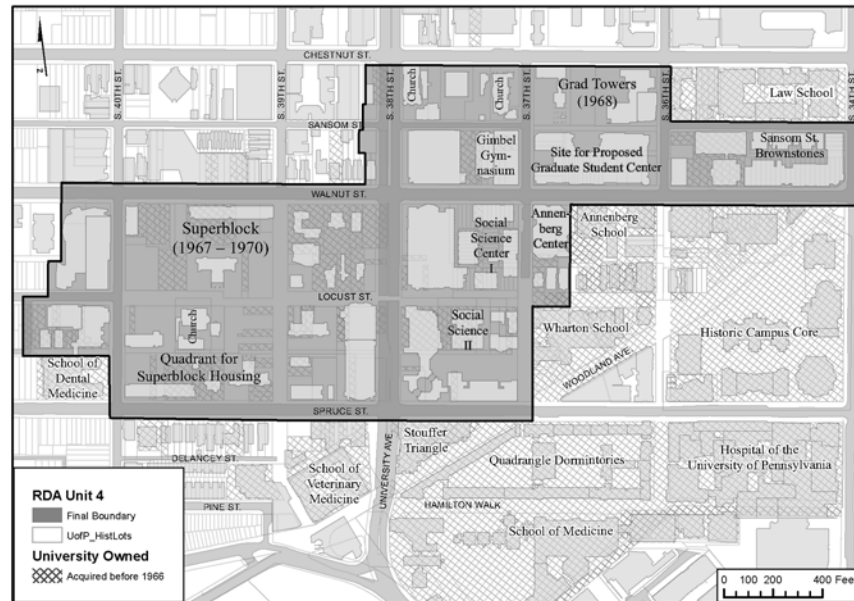 CHESTNUT ST.
S. 40TH ST.
S. 39TH ST.
S. 38TH ST.
S. 37TH ST.
S. 36TH ST.
S. 34TH ST.
Church
Church
Grad Towers
(1968)
Law School
SANSOM ST.
Gimbel
Gym-
nasium
Site for Proposed
Graduate Student Center
Sansom St.
Brownstones
WALNUT ST.
Superblock
(1967 – 1970)
Social
Science
Center
I
Annen-
berg
Center
Annenberg
School
LOCUST ST.
Church
Social
Science
II
Wharton School
Historic Campus Core
WOODLAND AVE.
School of
Dental
Medicine
Quadrant for
Superblock Housing
SPRUCE ST.
Stouffer
Triangle
DELANCEY ST.
School of
Veterinary
Medicine
UNIVERSITY AVE.
Quadrangle Dormintories
Hospital of the
University of Pennsylvania
PINE ST.
HAMILTON WALK
School of Medicine
RDA Unit 4
Final Boundary
UofP_HistLots
University Owned
Acquired before 1966
0 100 200 400 Feet